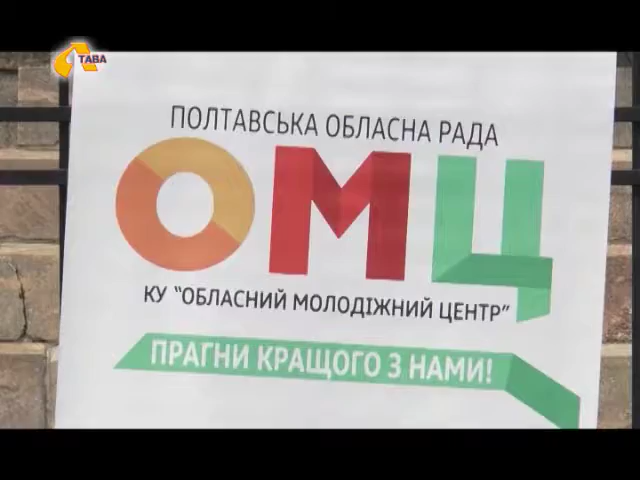 ТАВА
ПОЛТАВСЬКА ОБЛАСНА РАДА
ОМЦ
КУ "ОБЛАСНИЙ МОЛОДІЖНИЙ ЦЕНТР"
ПРАГНИ КРАЩОГО З НАМИ!